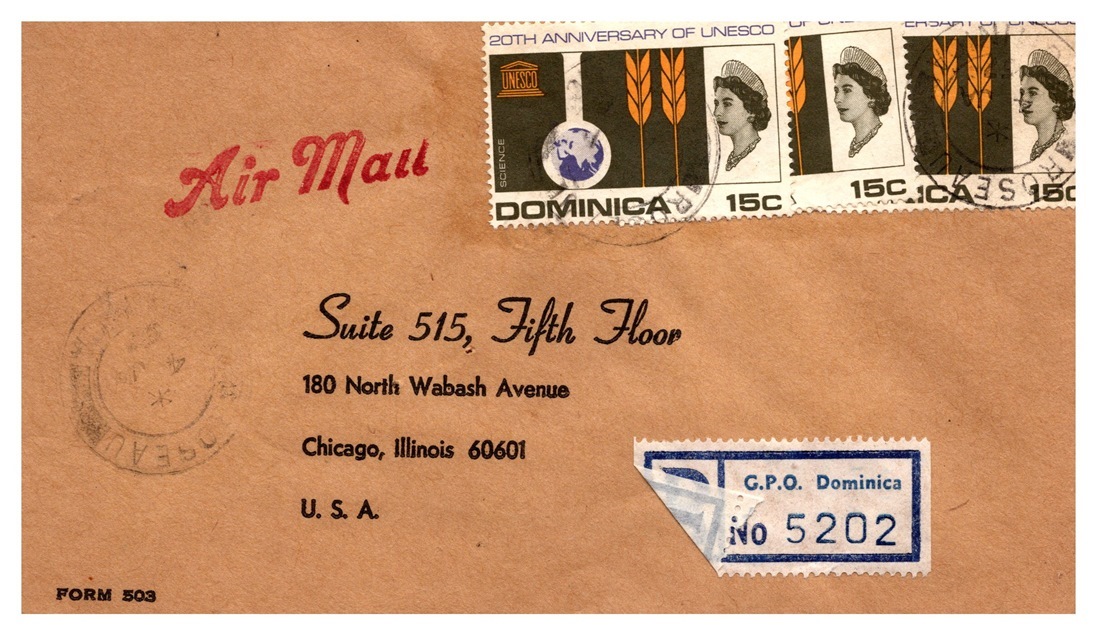 20TH ANNIVERSARY OF UNESCO
UNESCO
SCIENCE
DOMINICA 15C
15C
15C
Air Mail
ROSEAU
Suite 515, Fifth Floor
180 North Wabash Avenue
Chicago, Illinois 60601
U. S. A.
G.P.O. Dominica
No 5202
FORM 503